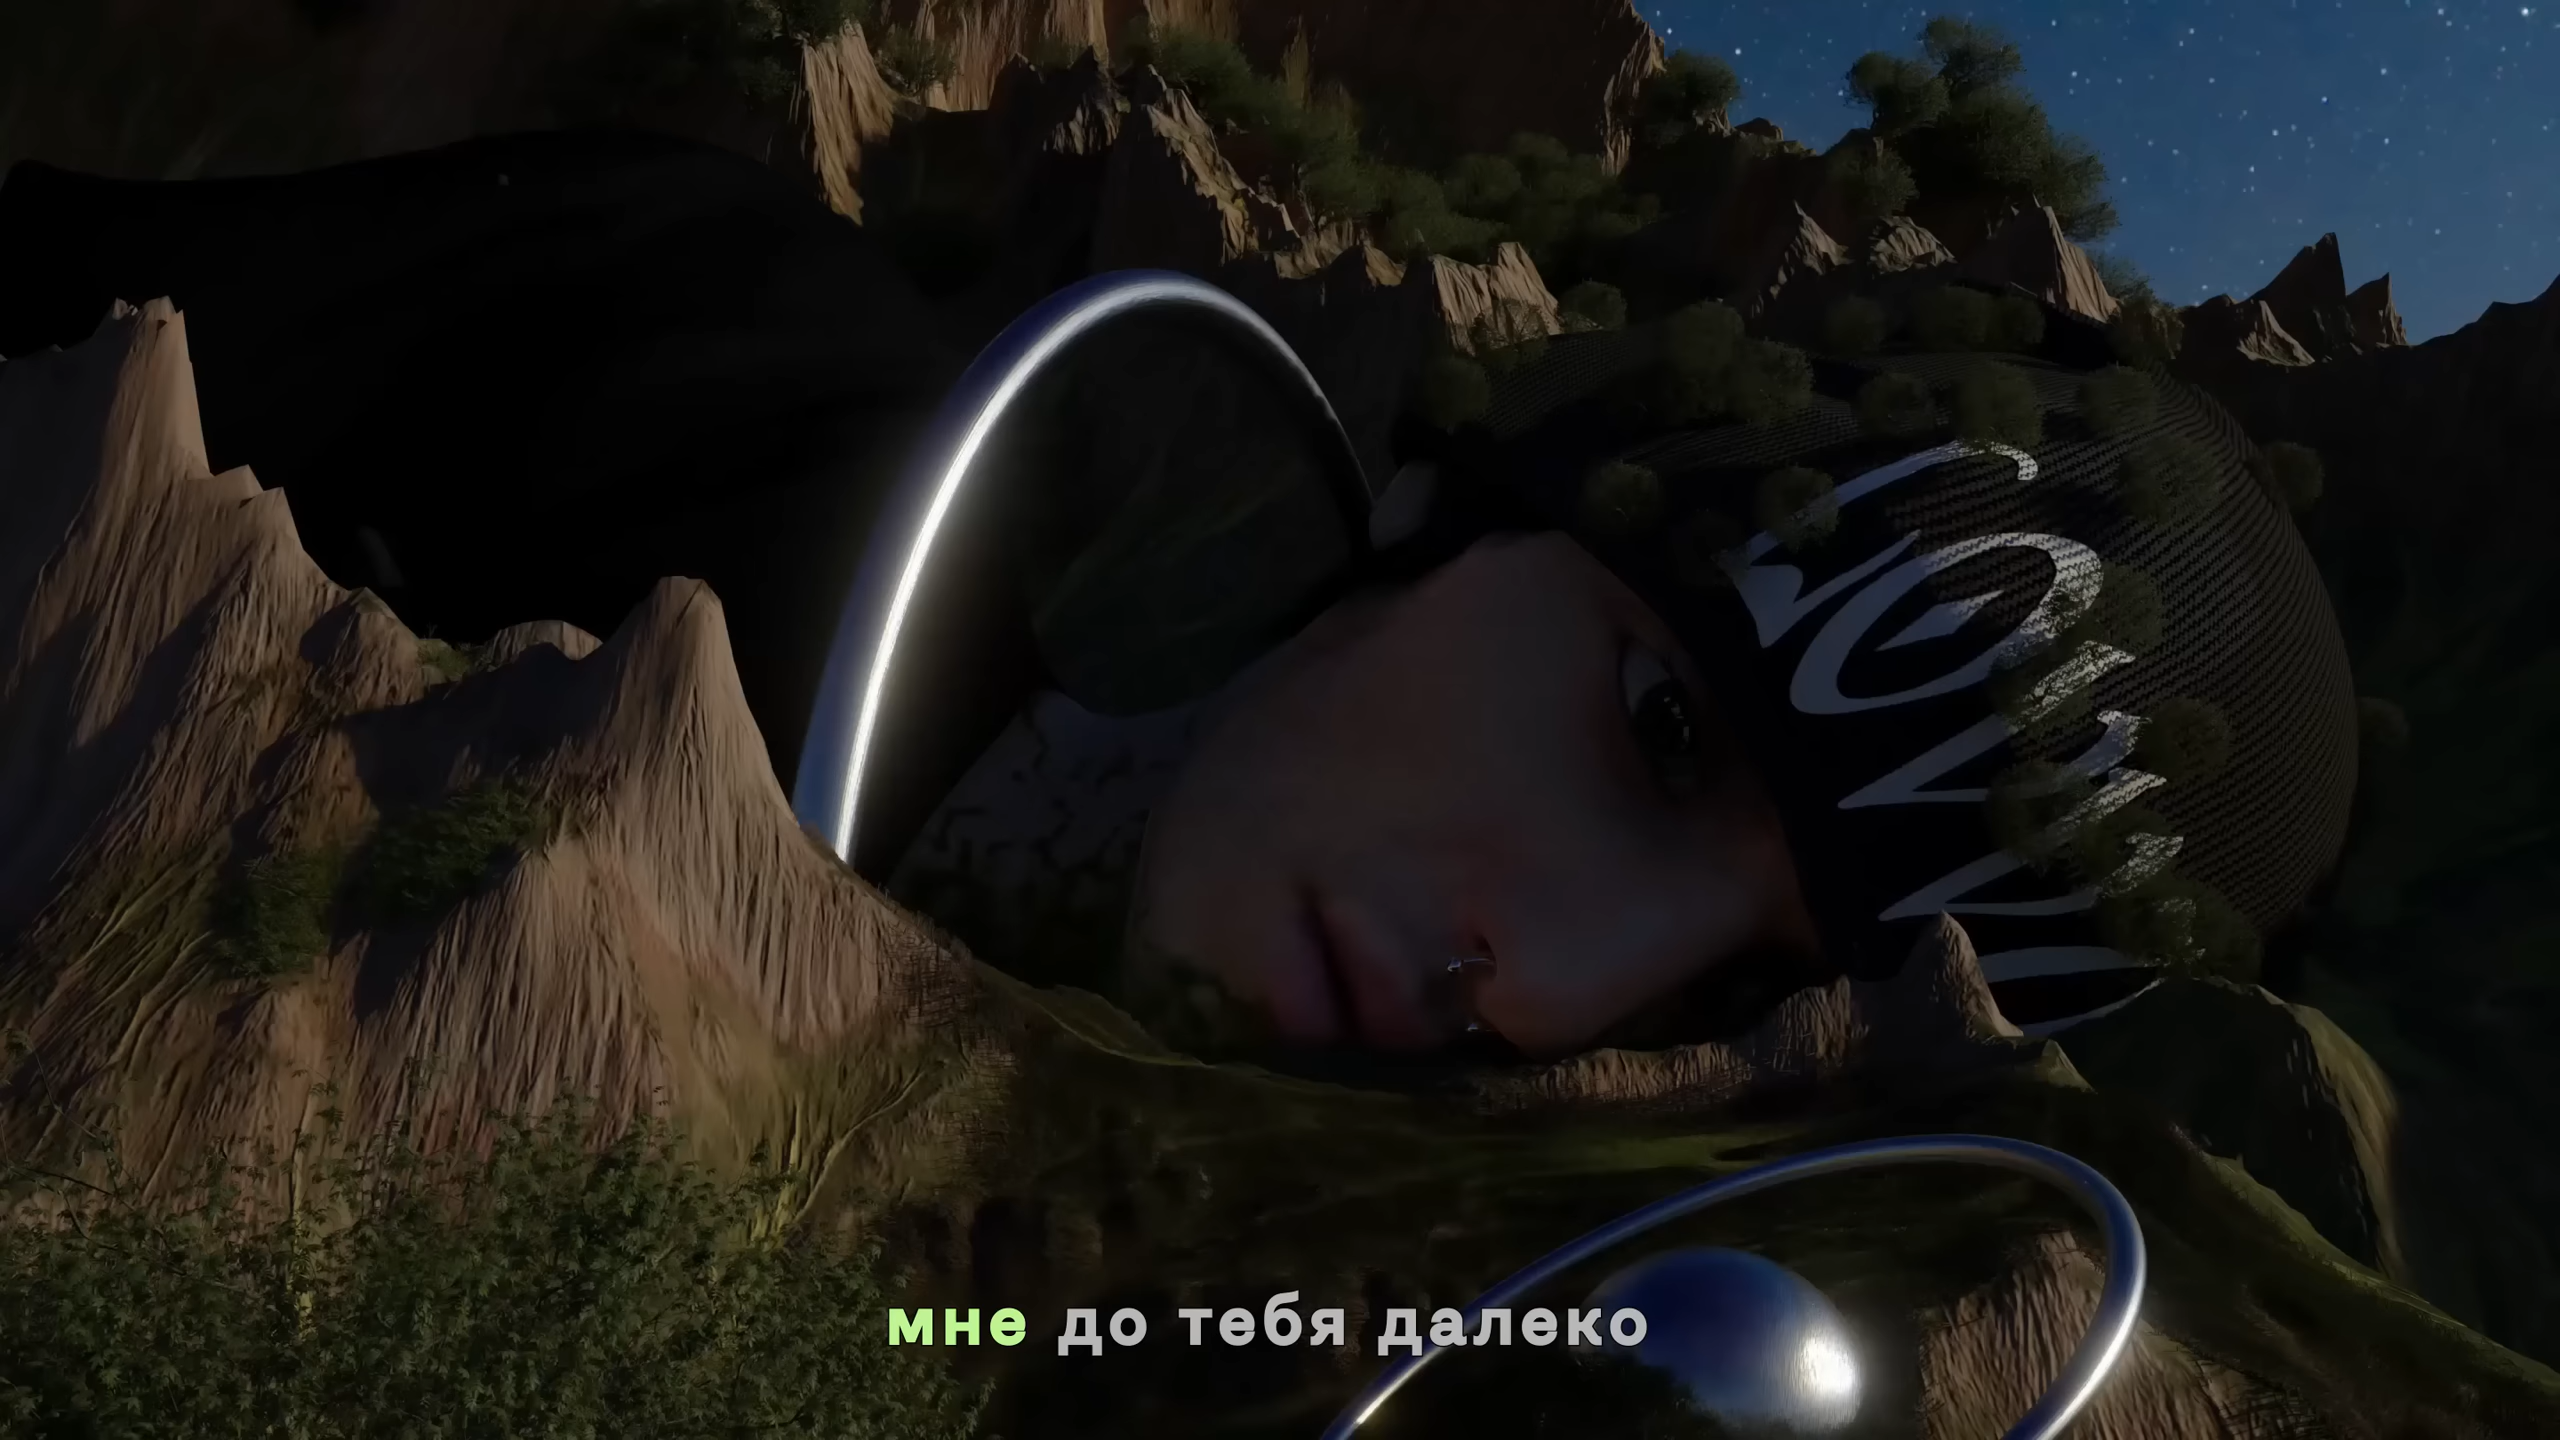 мне до тебя далеко